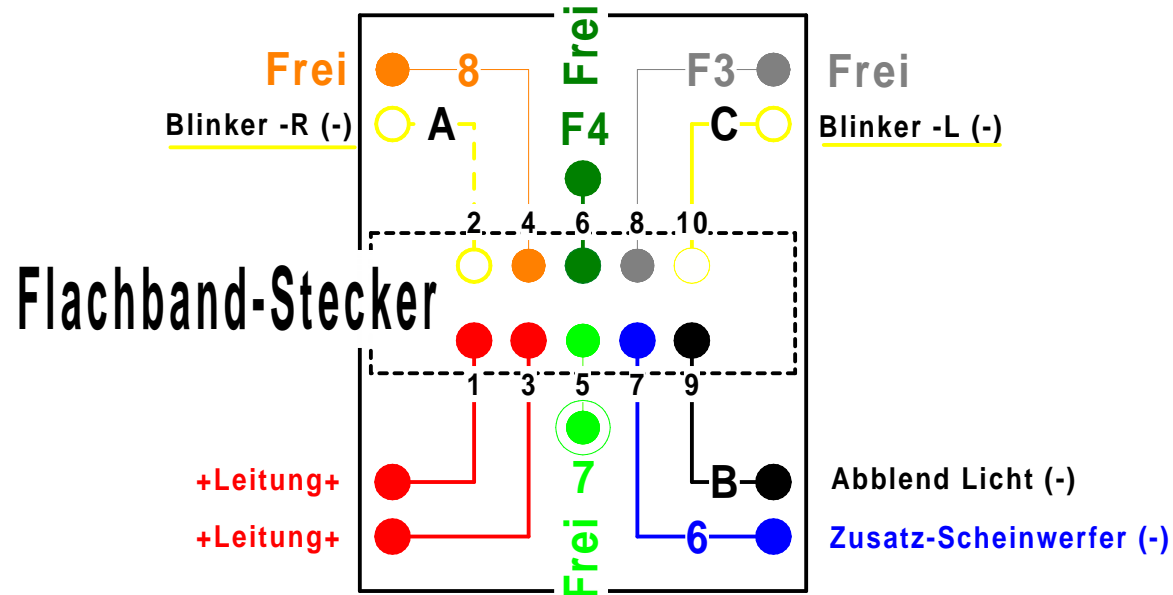 Frei 8 Frei F3 Frei
Blinker -R (-) A F4 C Blinker -L (-)
2 4 6 8 10
Flachband-Stecker
1 3 5 7 9
+Leitung+ 7 B Abblend Licht (-)
+Leitung+ Frei 6 Zusatz-Scheinwerfer (-)